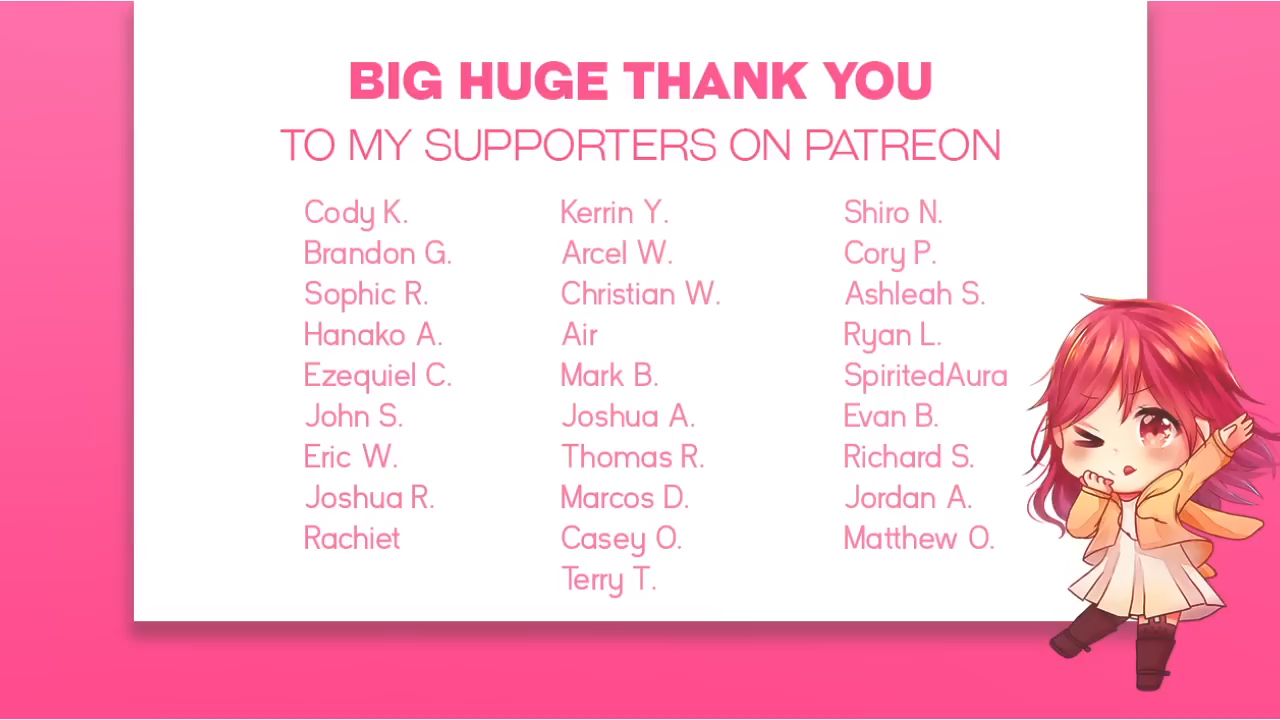 BIG HUGE THANK YOU
TO MY SUPPORTERS ON PATREON
Cody K.
Brandon G.
Sophic R.
Hanako A.
Ezequiel C.
John S.
Eric W.
Joshua R.
Rachiet
Kerrin Y.
Arcel W.
Christian W.
Air
Mark B.
Joshua A.
Thomas R.
Marcos D.
Casey O.
Terry T.
Shiro N.
Cory P.
Ashleah S.
Ryan L.
SpiritedAura
Evan B.
Richard S.
Jordan A.
Matthew O.